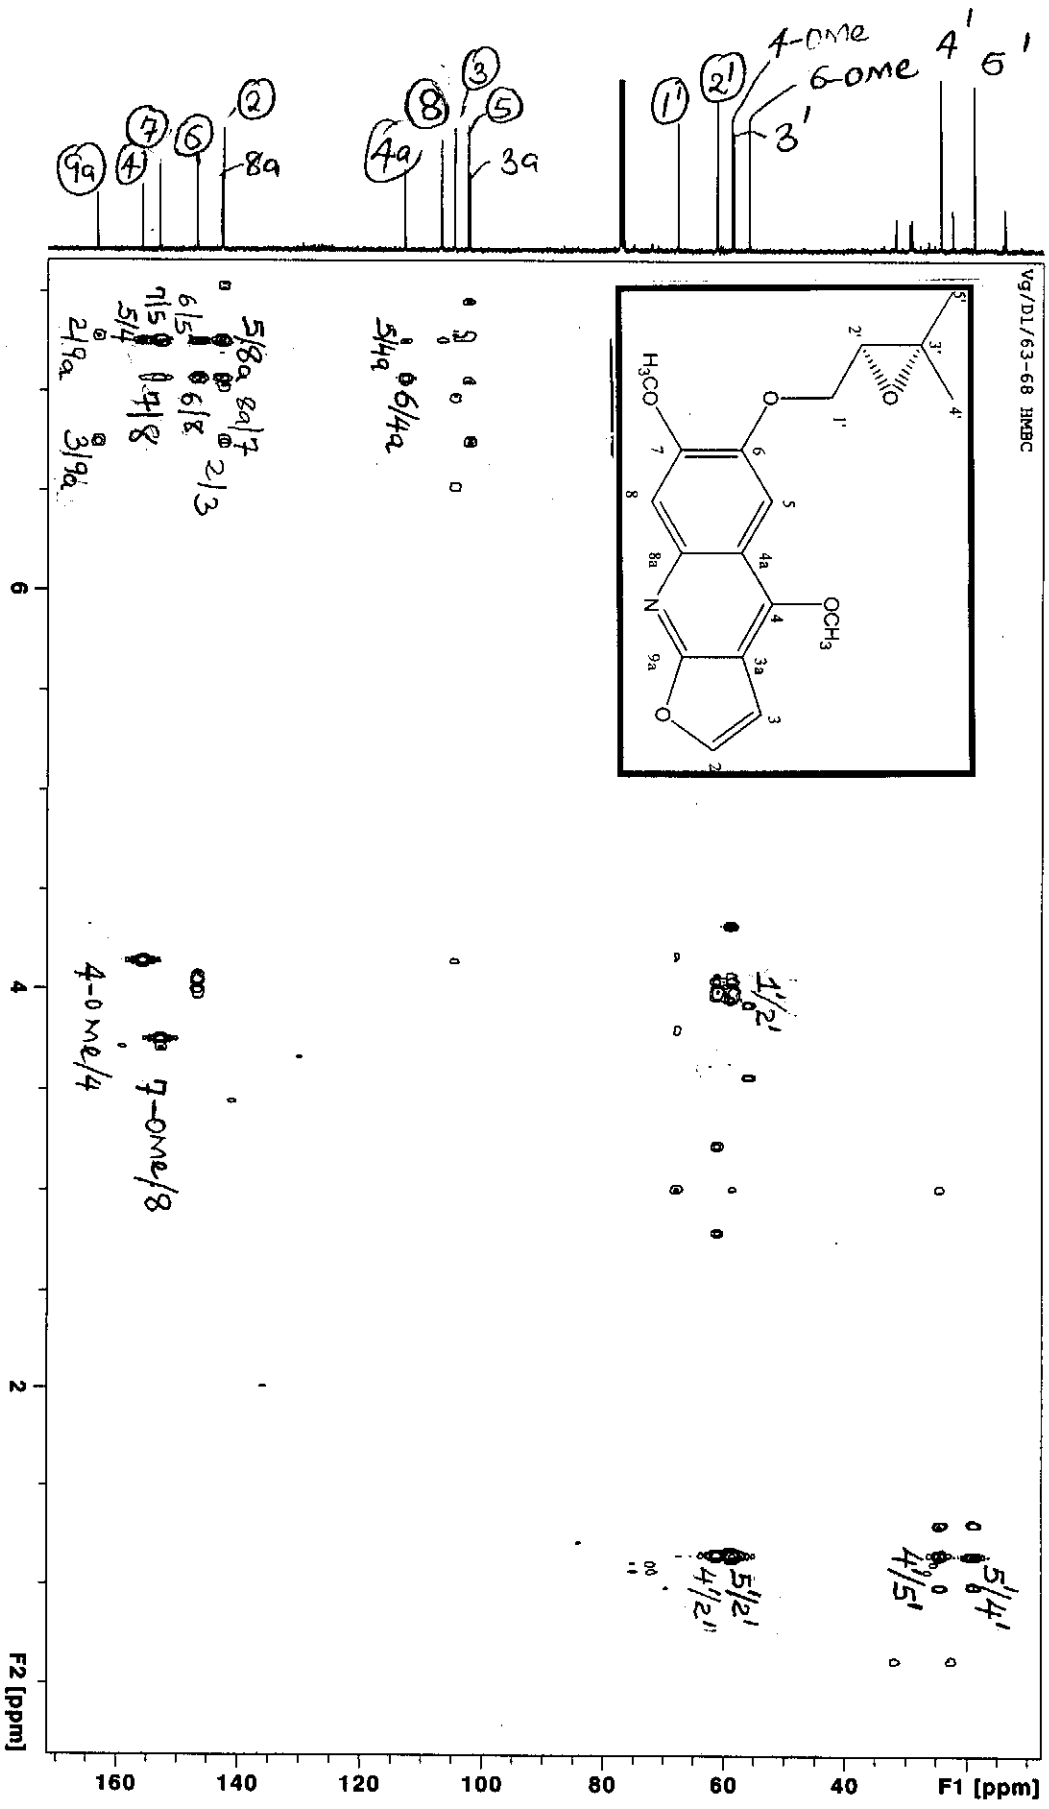 9a
4
7
6
2
8a
4a
8
3
5
3a
1'
2'
4-OMe
3'
6-OMe
4'
5'
Vg/D1/63-68 HMBC
5'
3'
4'
2'
O
1'
O
H₃CO
7
6
5
8
4a
8a
4
OCH₃
N
9a
3a
3
O
2
2/9a
5/4
7/5
6/5
5/8a
3/9a
7/8
6/8
8a/7
2/3
5/4a
6/4a
4-OMe/4
7-OMe/8
1'/2'
4'/2'
5'/2'
4'/5'
5'/4'
6
4
2
F2 [ppm]
160
140
120
100
80
60
40
F1 [ppm]